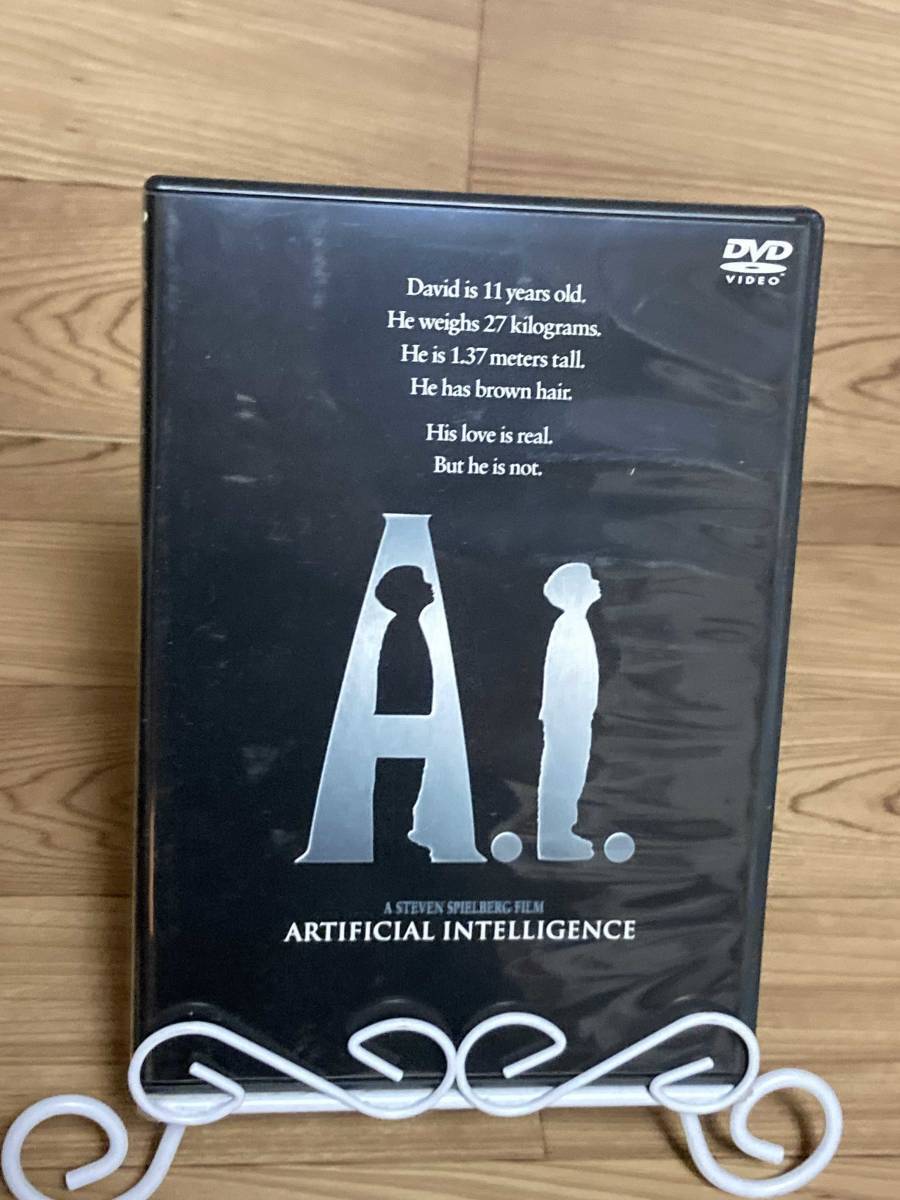 DVD
VIDEO
David is 11 years old.
He weighs 27 kilograms.
He is 1.37 meters tall.
He has brown hair.
His love is real.
But he is not.
A.I.
A STEVEN SPIELBERG FILM
ARTIFICIAL INTELLIGENCE